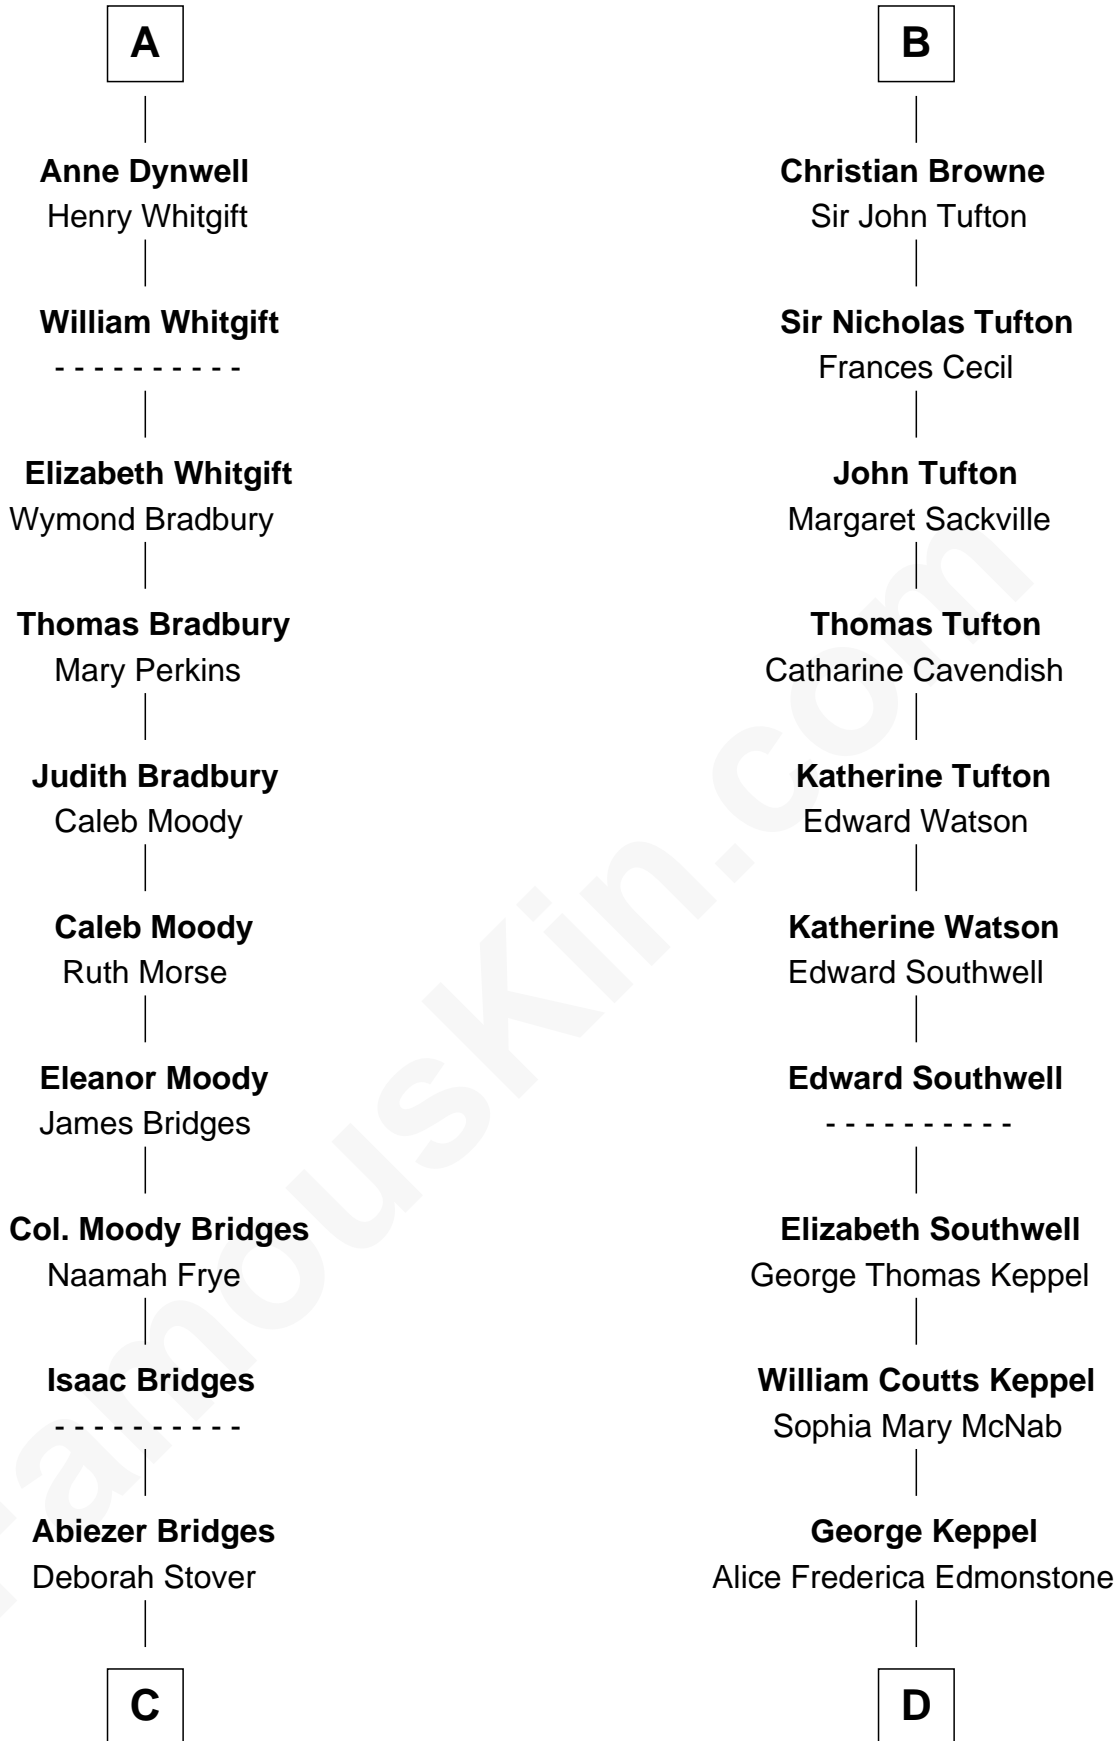 A
Anne Dynwell
Henry Whitgift
William Whitgift
- - - - - - - - - -
Elizabeth Whitgift
Wymond Bradbury
Thomas Bradbury
Mary Perkins
Judith Bradbury
Caleb Moody
Caleb Moody
Ruth Morse
Eleanor Moody
James Bridges
Col. Moody Bridges
Naamah Frye
Isaac Bridges
- - - - - - - - - -
Abiezer Bridges
Deborah Stover
C
B
Christian Browne
Sir John Tufton
Sir Nicholas Tufton
Frances Cecil
John Tufton
Margaret Sackville
Thomas Tufton
Catharine Cavendish
Katherine Tufton
Edward Watson
Katherine Watson
Edward Southwell
Edward Southwell
- - - - - - - - - -
Elizabeth Southwell
George Thomas Keppel
William Coutts Keppel
Sophia Mary McNab
George Keppel
Alice Frederica Edmonstone
D
FamousKin.com